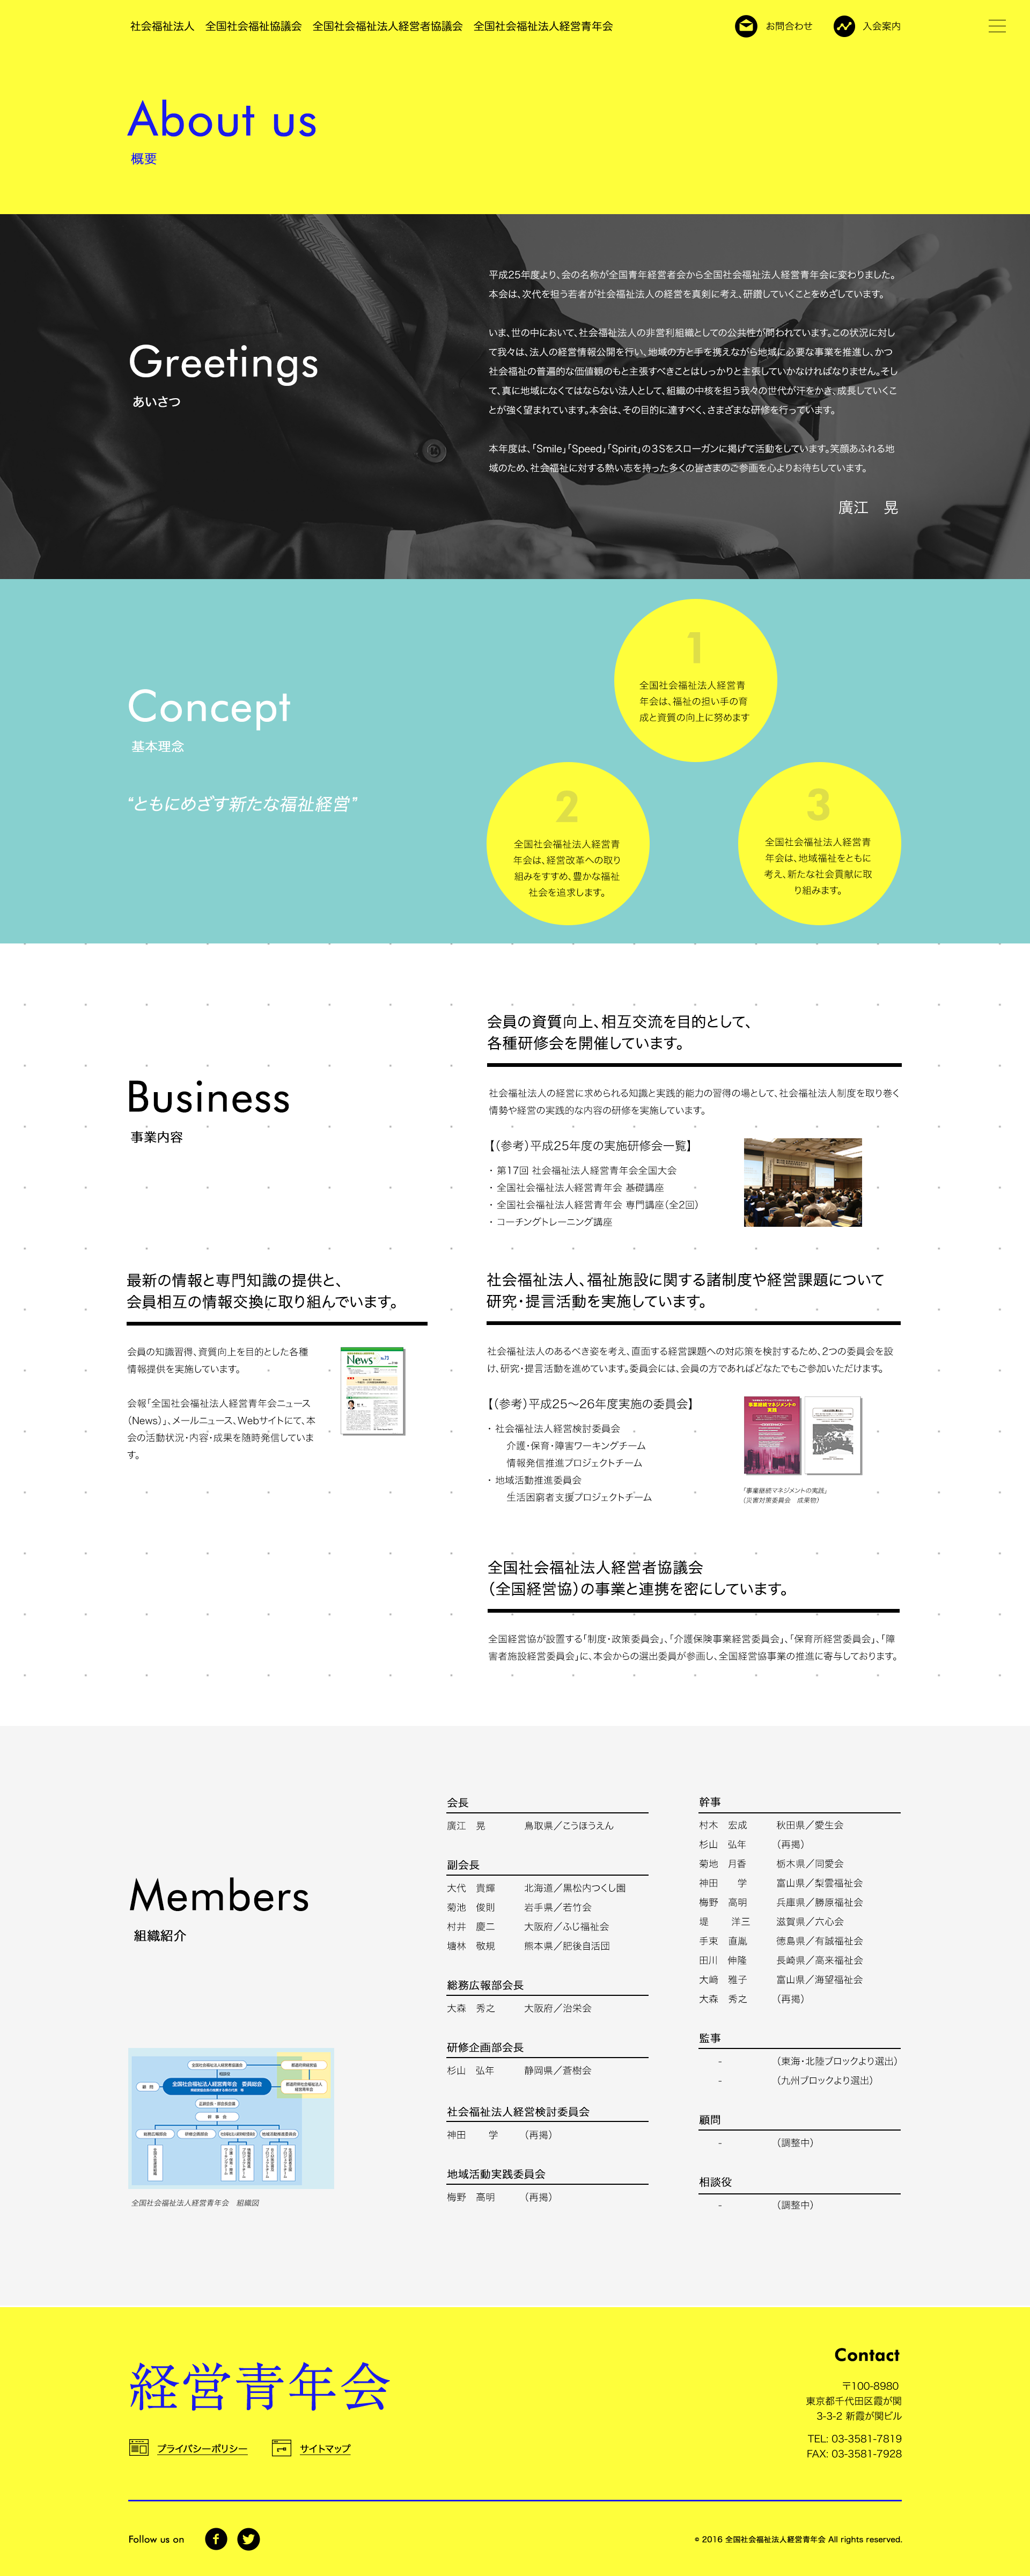 社会福祉法人　全国社会福祉協議会　全国社会福祉法人経営者協議会　全国社会福祉法人経営青年会
お問合わせ
入会案内
About us
概要
Greetings
あいさつ
平成25年度より、会の名称が全国青年経営者会から全国社会福祉法人経営青年会に変わりました。
本会は、次代を担う若者が社会福祉法人の経営を真剣に考え、研鑽していくことをめざしています。
いま、世の中において、社会福祉法人の非営利組織としての公共性が問われています。この状況に対し
て我々は、法人の経営情報公開を行い、地域の方と手を携えながら地域に必要な事業を推進し、かつ
社会福祉の普遍的な価値観のもと主張すべきことはしっかりと主張していかなければなりません。そし
て、真に地域になくてはならない法人として、組織の中核を担う我々の世代が汗をかき、成長していくこ
とが強く望まれています。本会は、その目的に達すべく、さまざまな研修を行っています。
本年度は、「Smile」「Speed」「Spirit」の3Sをスローガンに掲げて活動をしています。笑顔あふれる地
域のため、社会福祉に対する熱い志を持った多くの皆さまのご参画を心よりお待ちしています。
廣江　晃
Concept
基本理念
“ともにめざす新たな福祉経営”
1
全国社会福祉法人経営青
年会は、福祉の担い手の育
成と資質の向上に努めます
2
全国社会福祉法人経営青
年会は、経営改革への取り
組みをすすめ、豊かな福祉
社会を追求します。
3
全国社会福祉法人経営青
年会は、地域福祉をともに
考え、新たな社会貢献に取
り組みます。
Business
事業内容
会員の資質向上、相互交流を目的として、
各種研修会を開催しています。
社会福祉法人の経営に求められる知識と実践的能力の習得の場として、社会福祉法人制度を取り巻く
情勢や経営の実践的な内容の研修を実施しています。
【（参考）平成25年度の実施研修会一覧】
・ 第17回 社会福祉法人経営青年会全国大会
・ 全国社会福祉法人経営青年会 基礎講座
・ 全国社会福祉法人経営青年会 専門講座（全2回）
・ コーチングトレーニング講座
最新の情報と専門知識の提供と、
会員相互の情報交換に取り組んでいます。
会員の知識習得、資質向上を目的とした各種
情報提供を実施しています。
会報「全国社会福祉法人経営青年会ニュース
（News）」、メールニュース、Webサイトにて、本
会の活動状況・内容・成果を随時発信していま
す。
News
社会福祉法人、福祉施設に関する諸制度や経営課題について
研究・提言活動を実施しています。
社会福祉法人のあるべき姿を考え、直面する経営課題への対応策を検討するため、2つの委員会を設
け、研究・提言活動を進めています。委員会には、会員の方であればどなたでもご参加いただけます。
【（参考）平成25〜26年度実施の委員会】
・ 社会福祉法人経営検討委員会
介護・保育・障害ワーキングチーム
情報発信推進プロジェクトチーム
・ 地域活動推進委員会
生活困窮者支援プロジェクトチーム
事業継続マネジメントの
実践
「事業継続マネジメントの実践」
（災害対策委員会　成果物）
全国社会福祉法人経営者協議会
（全国経営協）の事業と連携を密にしています。
全国経営協が設置する「制度・政策委員会」、「介護保険事業経営委員会」、「保育所経営委員会」、「障
害者施設経営委員会」に、本会からの選出委員が参画し、全国経営協事業の推進に寄与しております。
Members
組織紹介
会長
廣江　晃　鳥取県／こうほうえん
副会長
大代　貴輝　北海道／黒松内つくし園
菊池　俊則　岩手県／若竹会
村井　慶二　大阪府／ふじ福祉会
塘林　敬規　熊本県／肥後自活団
総務広報部会長
大森　秀之　大阪府／治栄会
研修企画部会長
杉山　弘年　静岡県／蒼樹会
社会福祉法人経営検討委員会
神田　　学　（再掲）
地域活動実践委員会
梅野　高明　（再掲）
幹事
村木　宏成　秋田県／愛生会
杉山　弘年　（再掲）
菊地　月香　栃木県／同愛会
神田　　学　富山県／梨雲福祉会
梅野　高明　兵庫県／勝原福祉会
堤　　洋三　滋賀県／六心会
手束　直胤　徳島県／有誠福祉会
田川　伸隆　長崎県／高来福祉会
大﨑　雅子　富山県／海望福祉会
大森　秀之　（再掲）
監事
-　（東海・北陸ブロックより選出）
-　（九州ブロックより選出）
顧問
-　（調整中）
相談役
-　（調整中）
全国社会福祉法人経営者協議会
相談役
顧 問
全国社会福祉法人経営青年会　委員総会
正副会長・部会長会議
幹　事　会
総務広報部会
研修企画部会
全国社会福祉法人経営青年会　組織図
経営青年会
プライバシーポリシー
サイトマップ
Contact
〒100-8980
東京都千代田区霞が関
3-3-2 新霞が関ビル
TEL: 03-3581-7819
FAX: 03-3581-7928
Follow us on
© 2016 全国社会福祉法人経営青年会 All rights reserved.